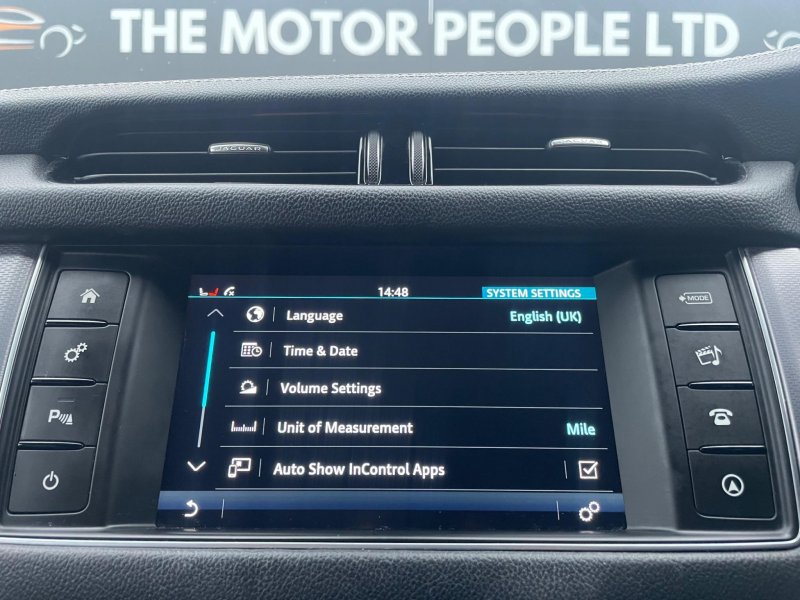 THE MOTOR PEOPLE LTD
JAGUAR
JAGUAR
14:48
SYSTEM SETTINGS
Language
English (UK)
Time & Date
Volume Settings
Unit of Measurement
Mile
Auto Show InControl Apps
MODE
P